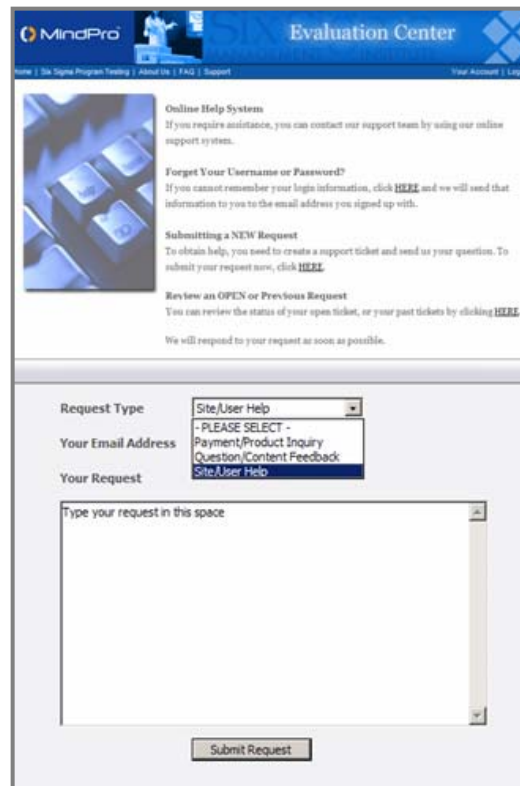 MindPro
SIX
Evaluation Center
Home | Six Sigma Program Testing | About Us | FAQ | Support
Your Account | Log
Online Help System
If you require assistance, you can contact our support team by using our online
support system.
Forget Your Username or Password?
If you cannot remember your login information, click HERE and we will send that
information to you to the email address you signed up with.
Submitting a NEW Request
To obtain help, you need to create a support ticket and send us your question. To
submit your request now, click HERE.
Review an OPEN or Previous Request
You can review the status of your open ticket, or your past tickets by clicking HERE.
We will respond to your request as soon as possible.
Request Type
Site/User Help
- PLEASE SELECT -
Payment/Product Inquiry
Question/Content Feedback
Site/User Help
Your Email Address
Your Request
Type your request in this space
Submit Request